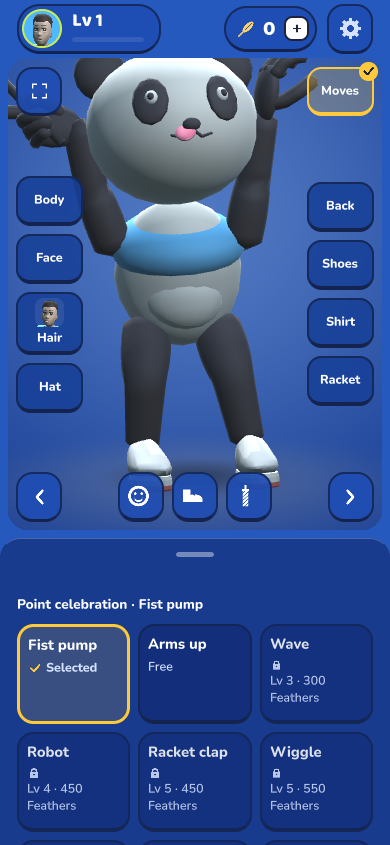 Lv 1
0
+
Moves
Body
Back
Face
Shoes
Hair
Shirt
Hat
Racket
Point celebration · Fist pump
Fist pump
Selected
Arms up
Free
Wave
Lv 3 · 300
Feathers
Robot
Lv 4 · 450
Feathers
Racket clap
Lv 5 · 450
Feathers
Wiggle
Lv 5 · 550
Feathers